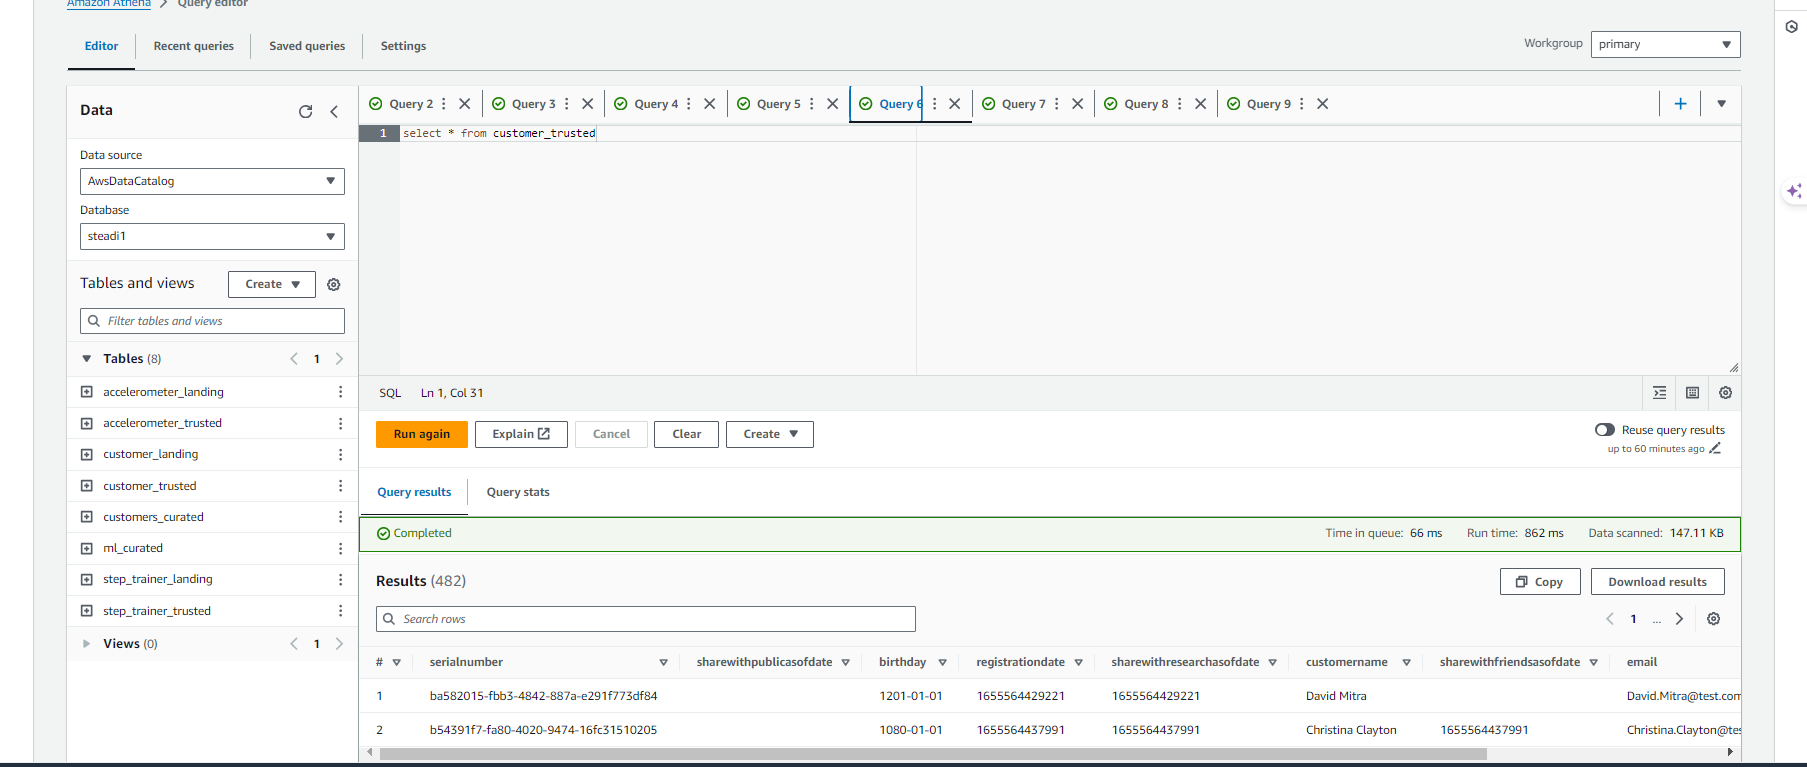 Amazon Athena > Query editor
Editor Recent queries Saved queries Settings
Workgroup primary
Data
Data source
AwsDataCatalog
Database
steadi1
Tables and views Create
Filter tables and views
Tables (8) 1
accelerometer_landing
accelerometer_trusted
customer_landing
customer_trusted
customers_curated
ml_curated
step_trainer_landing
step_trainer_trusted
Views (0) 1
Query 2 Query 3 Query 4 Query 5 Query 6 Query 7 Query 8 Query 9
1 select * from customer_trusted
SQL Ln 1, Col 31
Run again Explain Cancel Clear Create
Reuse query results
up to 60 minutes ago
Query results Query stats
Completed Time in queue: 66 ms Run time: 862 ms Data scanned: 147.11 KB
Results (482) Copy Download results
Search rows 1 ...
# serialnumber sharewithpublicasofdate birthday registrationdate sharewithresearchasofdate customername sharewithfriendsasofdate email
1 ba582015-fbb3-4842-887a-e291f773df84 1201-01-01 1655564429221 1655564429221 David Mitra David.Mitra@test.com
2 b54391f7-fa80-4020-9474-16fc31510205 1080-01-01 1655564437991 1655564437991 Christina Clayton 1655564437991 Christina.Clayton@tes